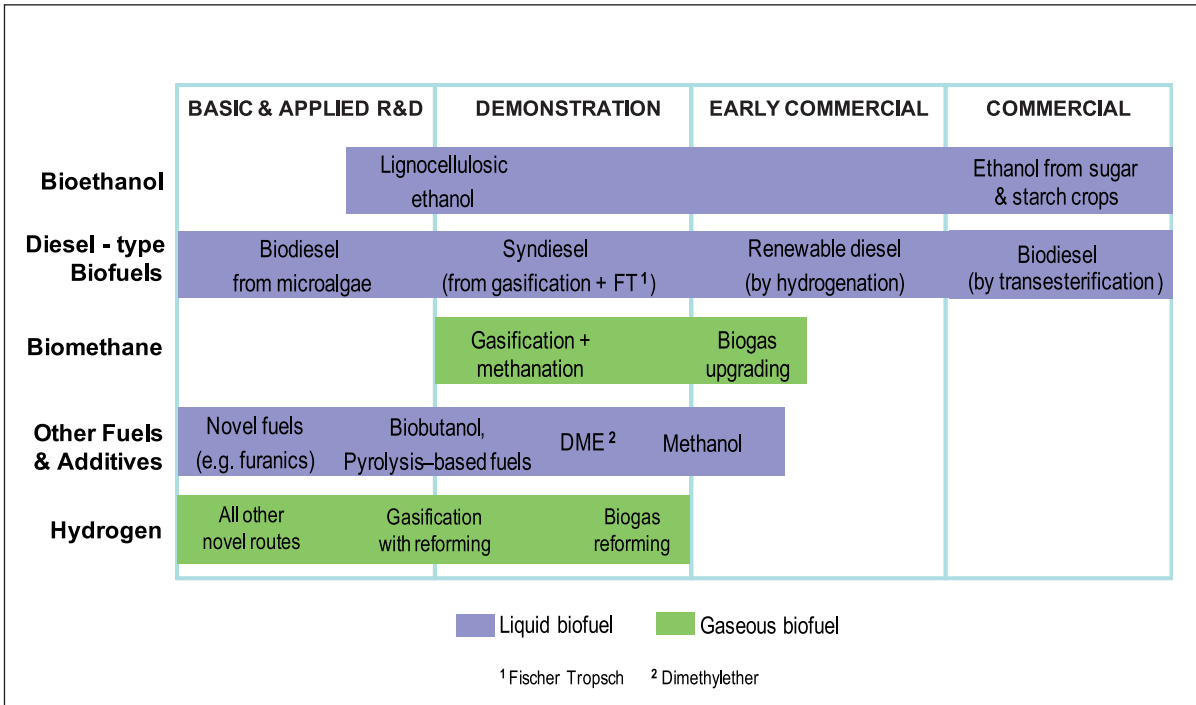 BASIC & APPLIED R&D
DEMONSTRATION
EARLY COMMERCIAL
COMMERCIAL
Bioethanol
Lignocellulosic
ethanol
Ethanol from sugar
& starch crops
Diesel - type
Biofuels
Biodiesel
from microalgae
Syndiesel
(from gasification + FT¹)
Renewable diesel
(by hydrogenation)
Biodiesel
(by transesterification)
Biomethane
Gasification +
methanation
Biogas
upgrading
Other Fuels
& Additives
Novel fuels
(e.g. furanics)
Biobutanol,
Pyrolysis–based fuels
DME ²
Methanol
Hydrogen
All other
novel routes
Gasification
with reforming
Biogas
reforming
Liquid biofuel
Gaseous biofuel
¹ Fischer Tropsch
² Dimethylether